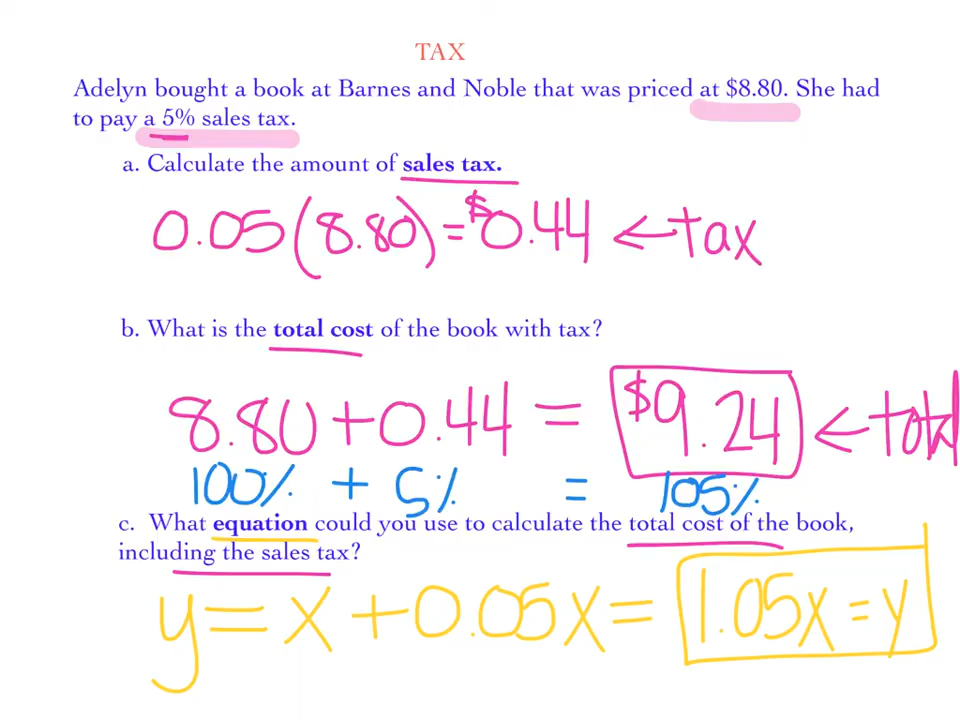 TAX
Adelyn bought a book at Barnes and Noble that was priced at $8.80. She had
to pay a 5% sales tax.
a. Calculate the amount of sales tax.
0.05(8.80)=$0.44 ← tax
b. What is the total cost of the book with tax?
8.80+0.44 = $9.24 ← total
100% + 5% = 105%
c. What equation could you use to calculate the total cost of the book,
including the sales tax?
y=x+0.05x= 1.05x=y